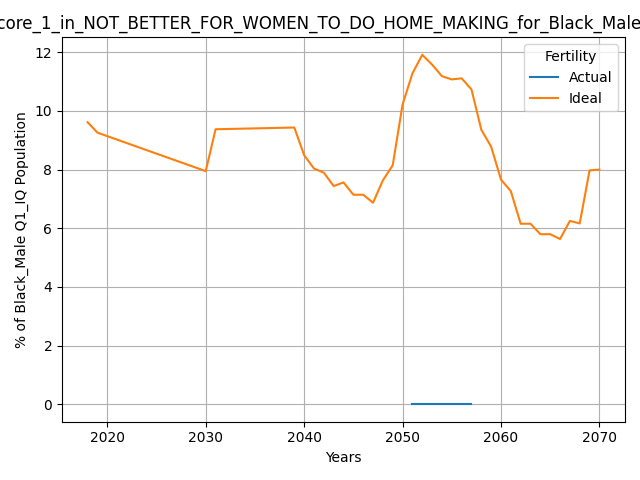 core_1_in_NOT_BETTER_FOR_WOMEN_TO_DO_HOME_MAKING_for_Black_Male
Fertility
Actual
Ideal
% of Black_Male Q1_IQ Population
12
10
8
6
4
2
0
2020 2030 2040 2050 2060 2070
Years